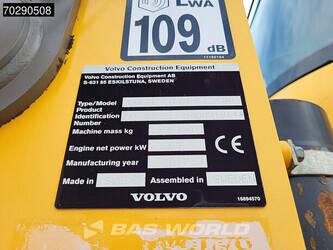 70290508
LWA
109
dB
Volvo Construction Equipment
Volvo Construction Equipment AB
S-631 85 ESKILSTUNA, SWEDEN
Type/Model
Product
Identification
Number
Machine mass kg
Engine net power kW
Manufacturing year
Made in
Assembled in
VOLVO
16894570
BAS WORLD